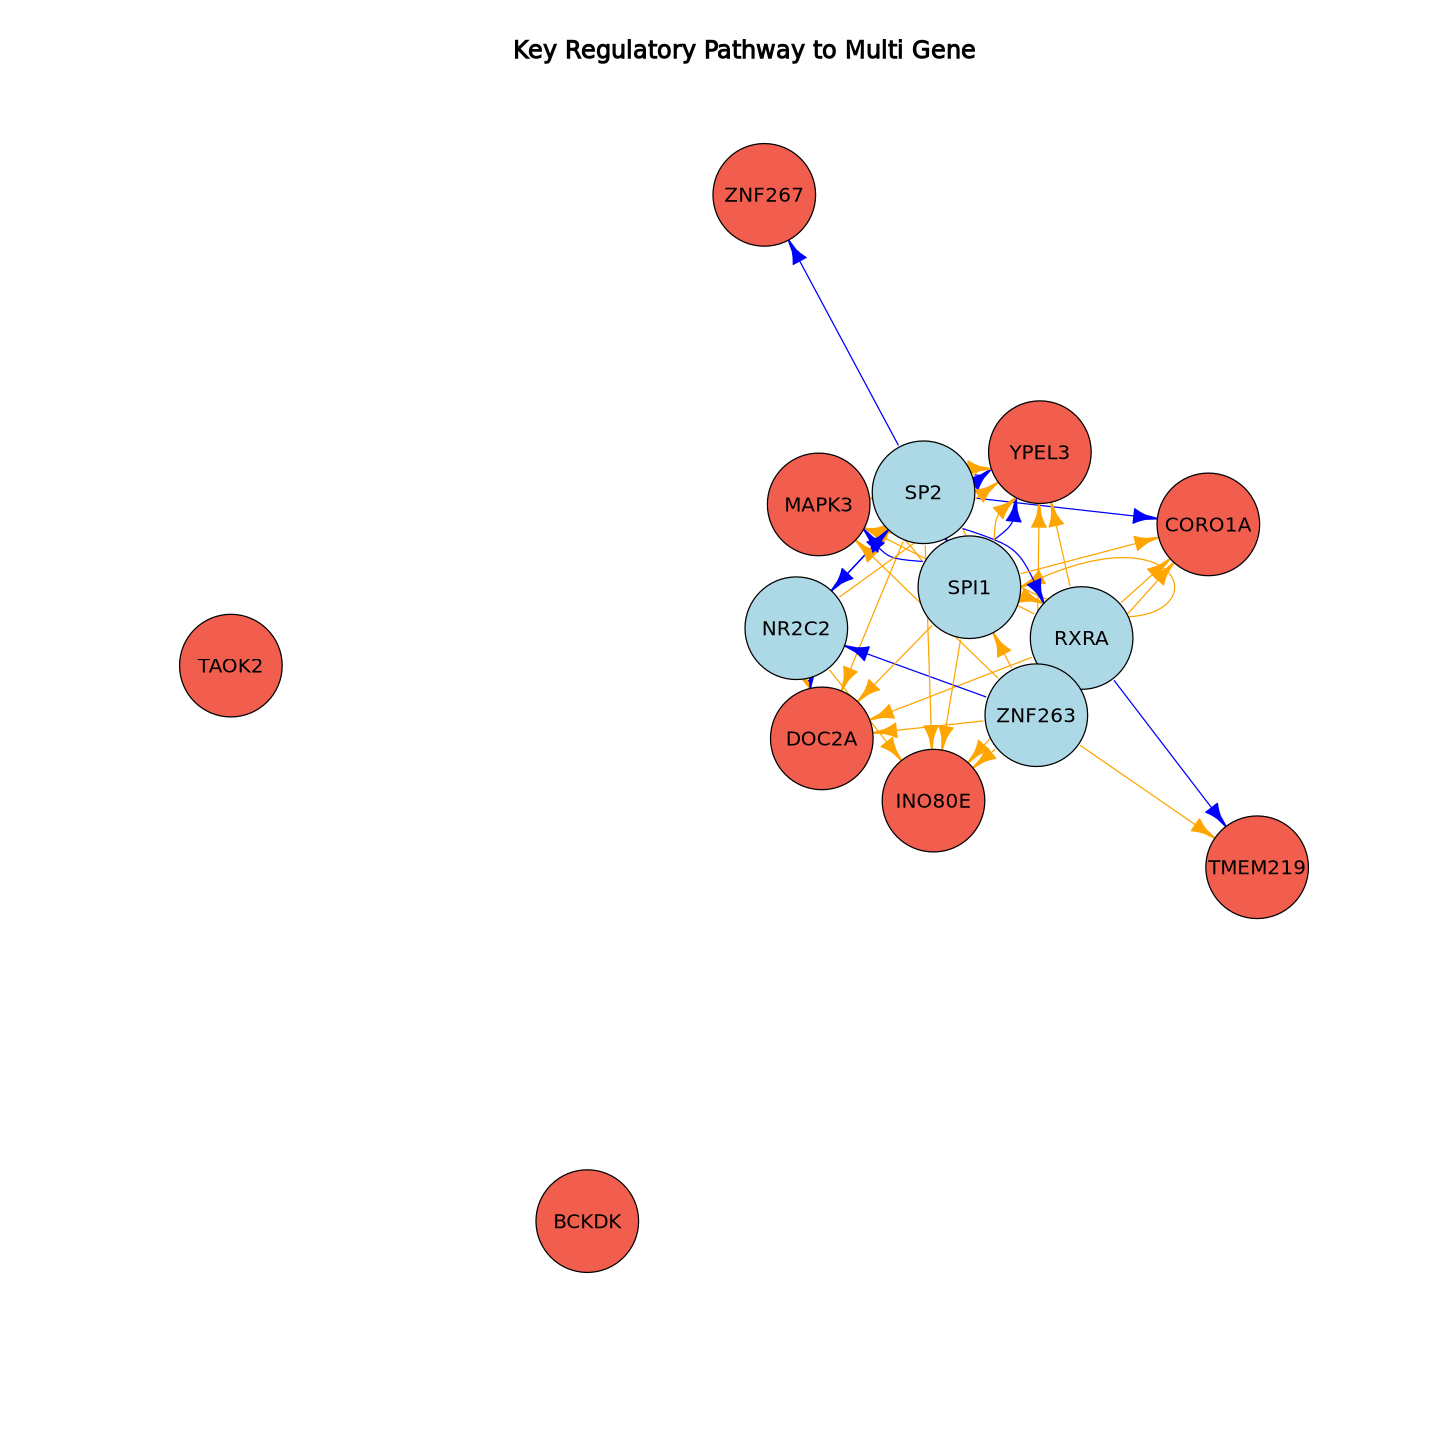 Key Regulatory Pathway to Multi Gene
ZNF267
YPEL3
SP2
MAPK3
CORO1A
SPI1
NR2C2
RXRA
TAOK2
ZNF263
DOC2A
INO80E
TMEM219
BCKDK